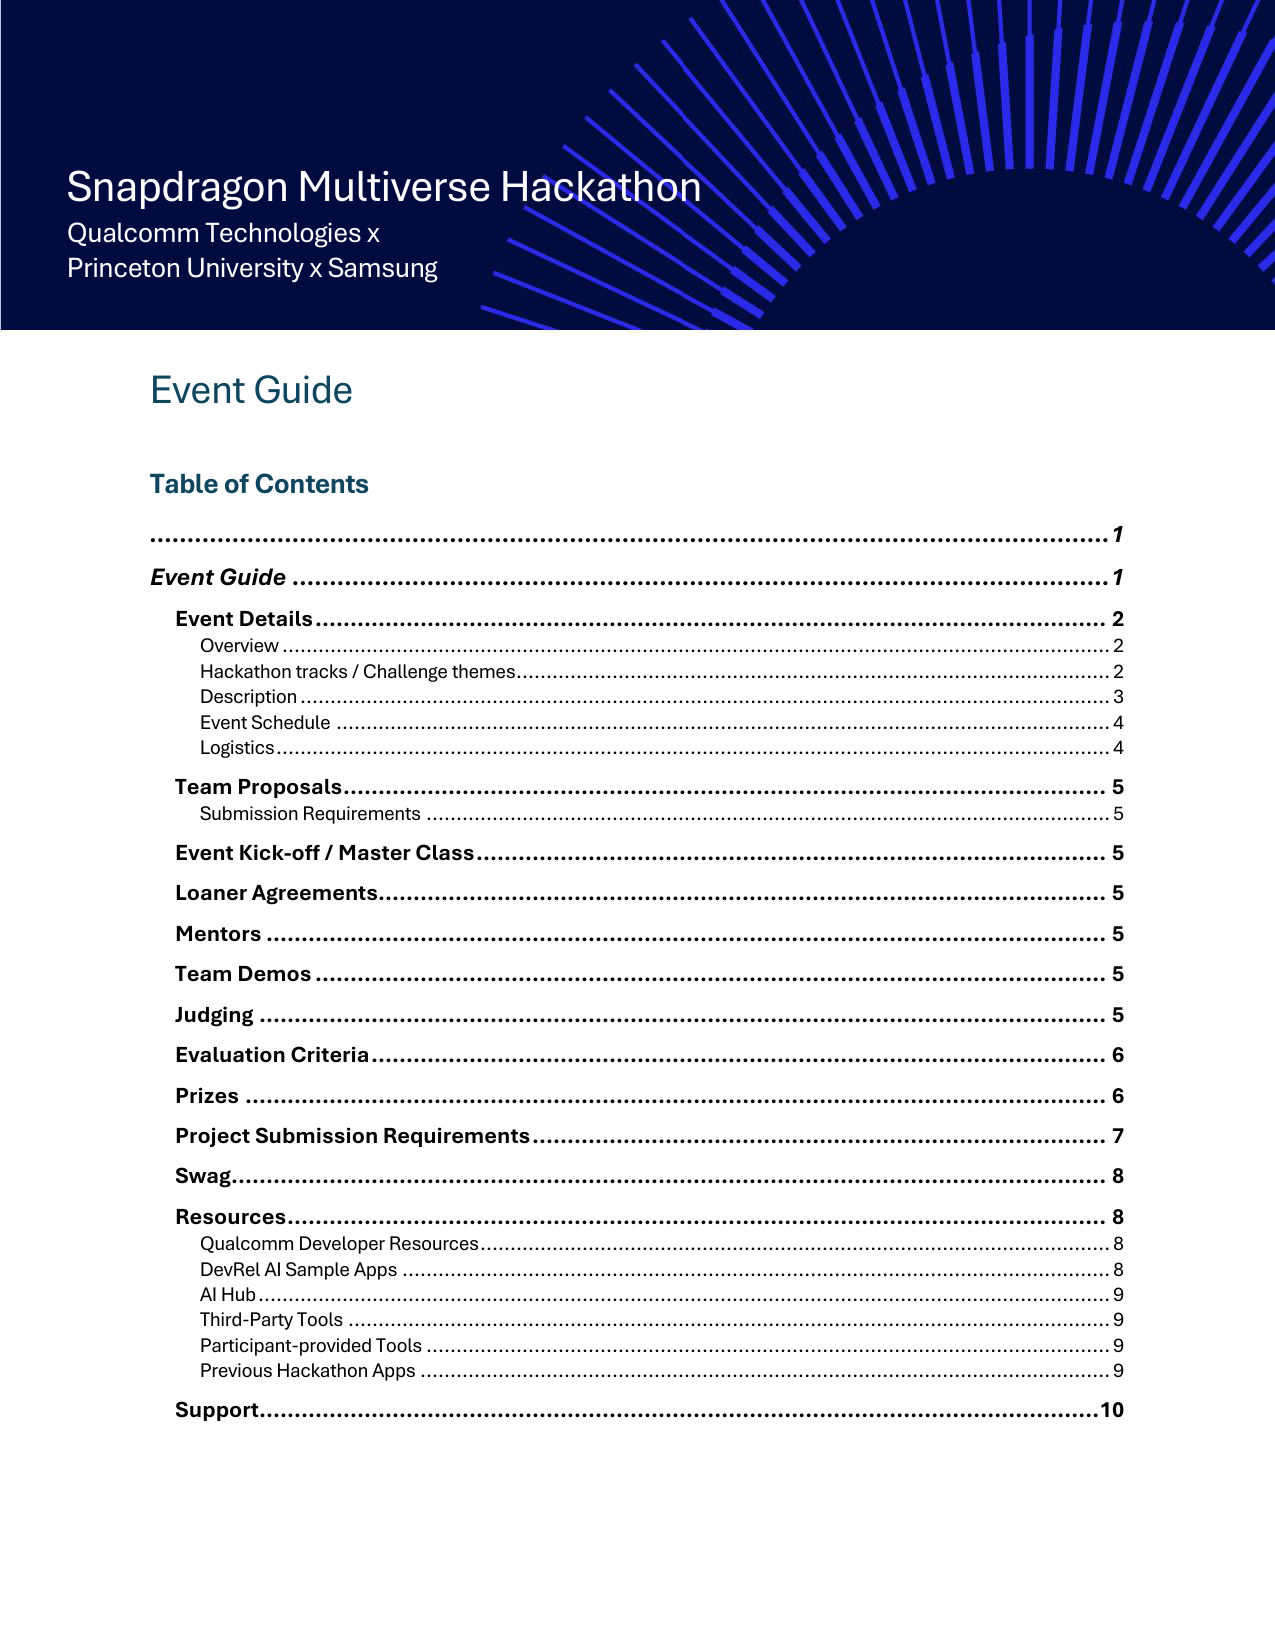 Snapdragon Multiverse Hackathon
Qualcomm Technologies x
Princeton University x Samsung
Event Guide
Table of Contents
........................................................................................................................ 1
Event Guide ........................................................................................................ 1
Event Details ........................................................................................................ 2
Overview ........................................................................................................ 2
Hackathon tracks / Challenge themes ........................................................................ 2
Description ........................................................................................................ 3
Event Schedule ........................................................................................................ 4
Logistics ........................................................................................................ 4
Team Proposals ........................................................................................................ 5
Submission Requirements ........................................................................................ 5
Event Kick-off / Master Class ................................................................................ 5
Loaner Agreements ................................................................................................ 5
Mentors ........................................................................................................ 5
Team Demos ........................................................................................................ 5
Judging ........................................................................................................ 5
Evaluation Criteria ................................................................................................ 6
Prizes ........................................................................................................ 6
Project Submission Requirements ........................................................................ 7
Swag ........................................................................................................ 8
Resources ........................................................................................................ 8
Qualcomm Developer Resources ................................................................................ 8
DevRel AI Sample Apps ........................................................................................ 8
AI Hub ........................................................................................................ 9
Third-Party Tools ................................................................................................ 9
Participant-provided Tools ........................................................................................ 9
Previous Hackathon Apps ........................................................................................ 9
Support ........................................................................................................ 10